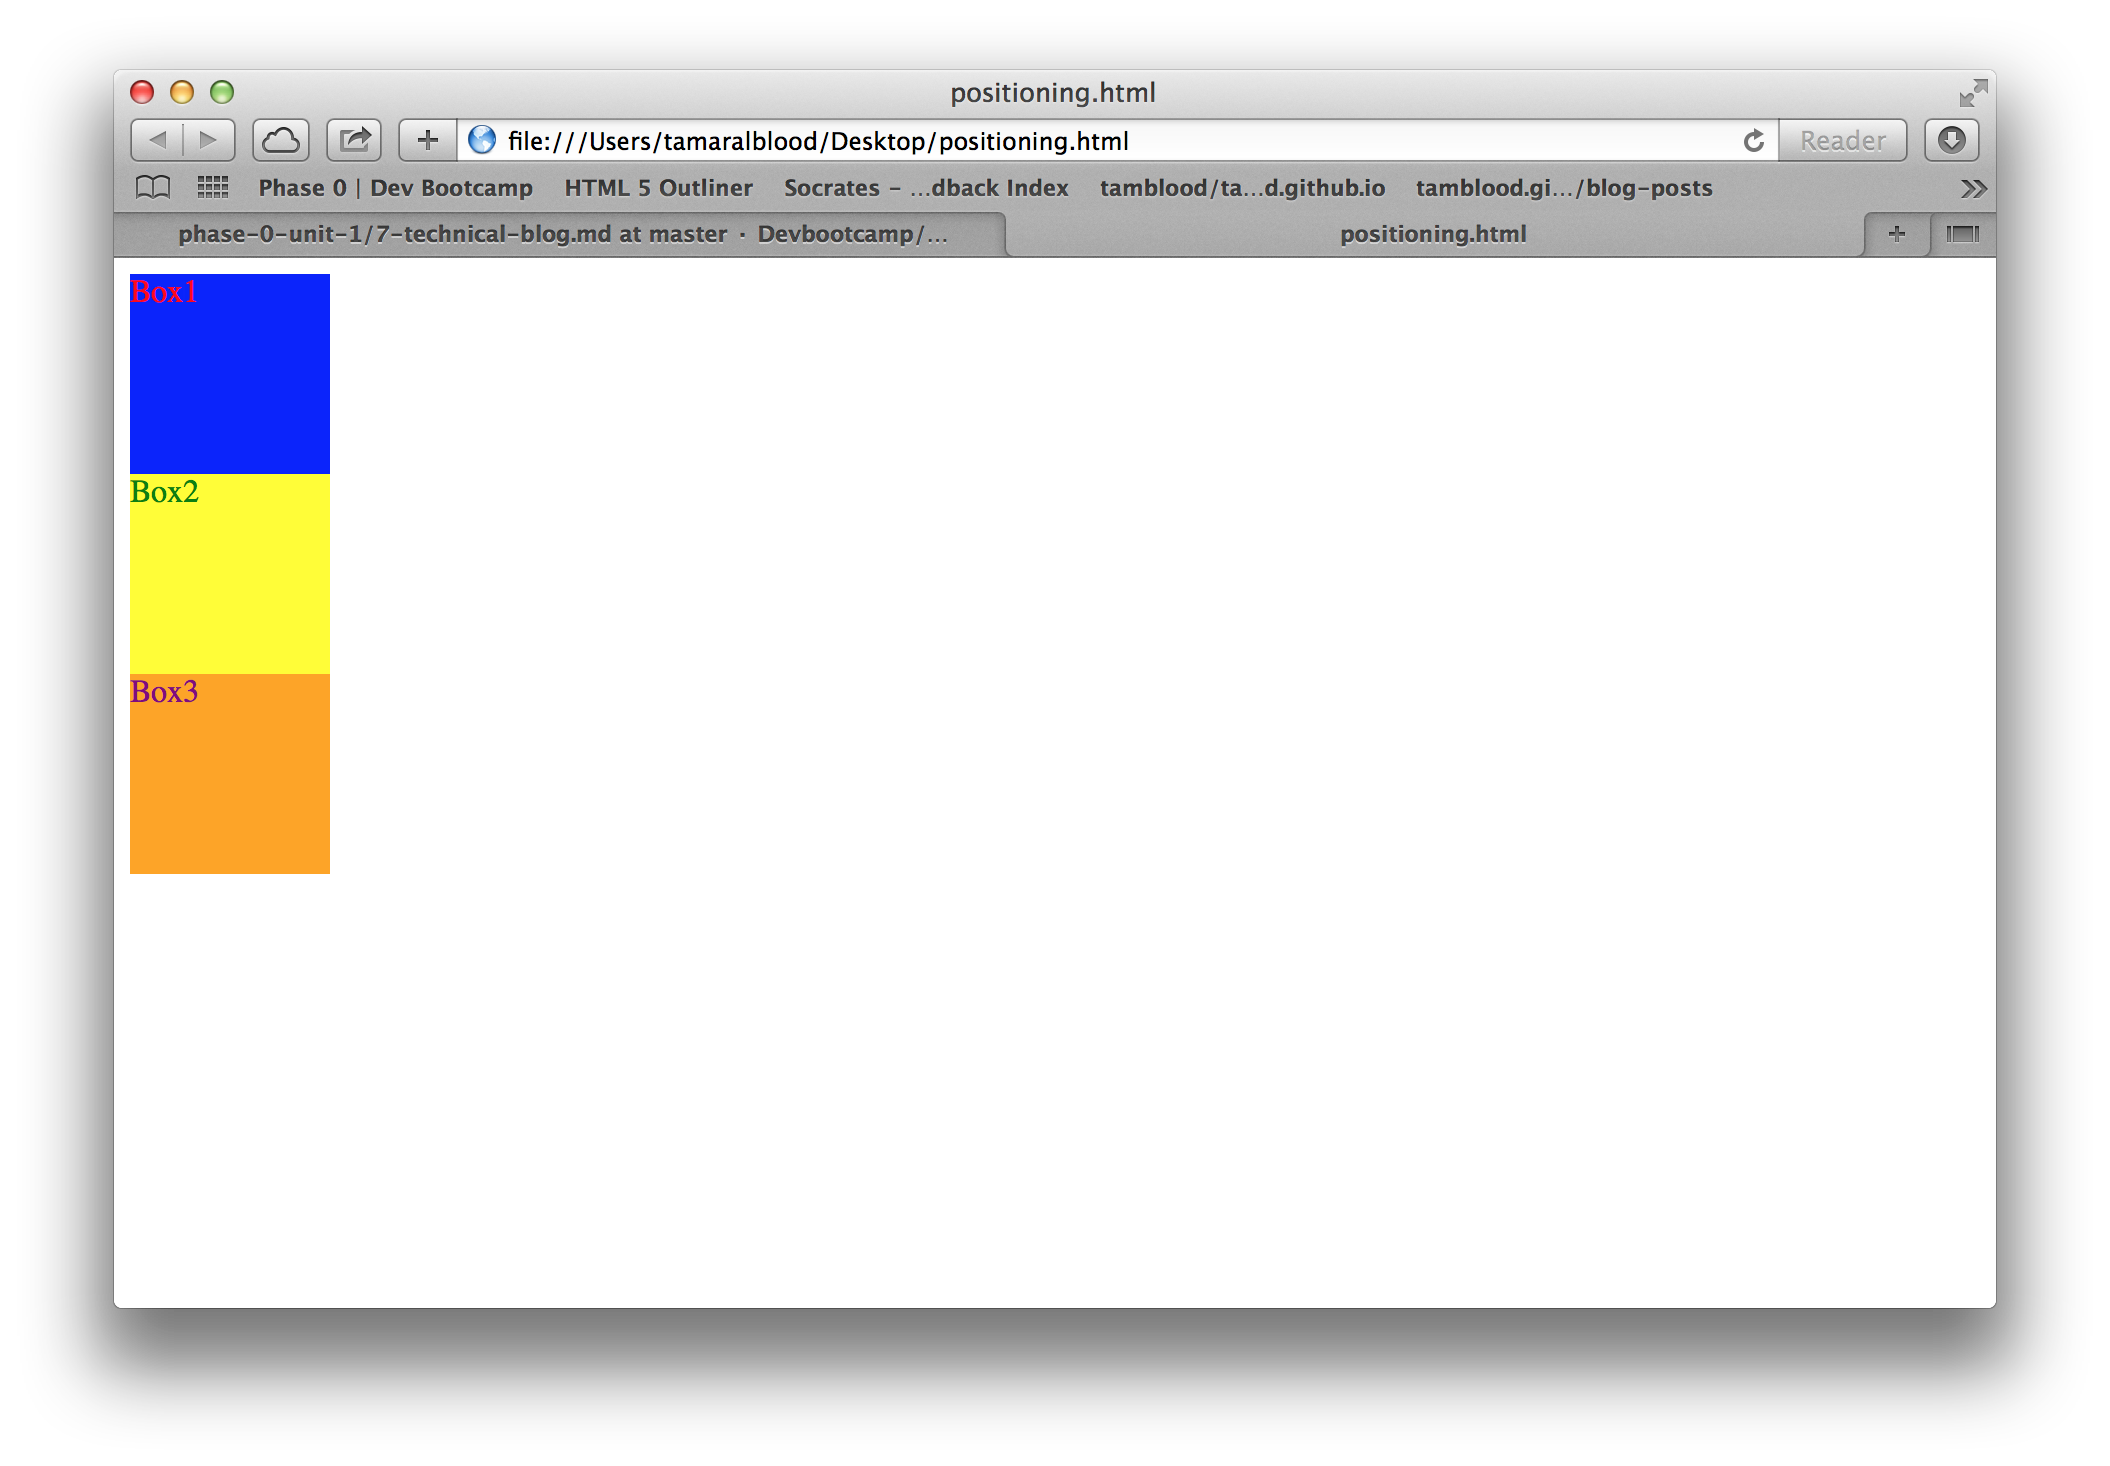 positioning.html
file:///Users/tamaralblood/Desktop/positioning.html
Reader
Phase 0 | Dev Bootcamp HTML 5 Outliner Socrates – ...dback Index tamblood/ta...d.github.io tamblood.gi.../blog-posts
phase-0-unit-1/7-technical-blog.md at master · Devbootcamp/... positioning.html
Box1
Box2
Box3